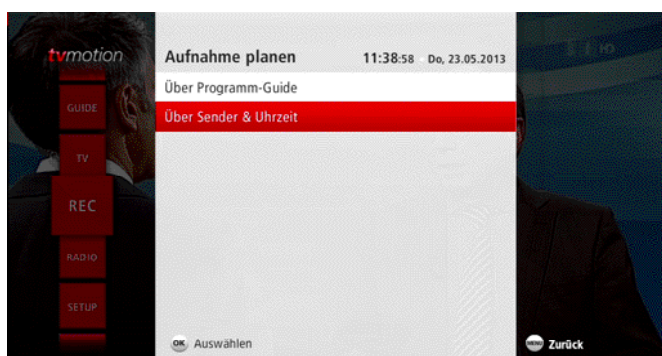 tvmotion
Aufnahme planen
11:38:58 Do, 23.05.2013
Über Programm-Guide
Über Sender & Uhrzeit
GUIDE
TV
REC
RADIO
SETUP
OK Auswählen
MENU Zurück
HD